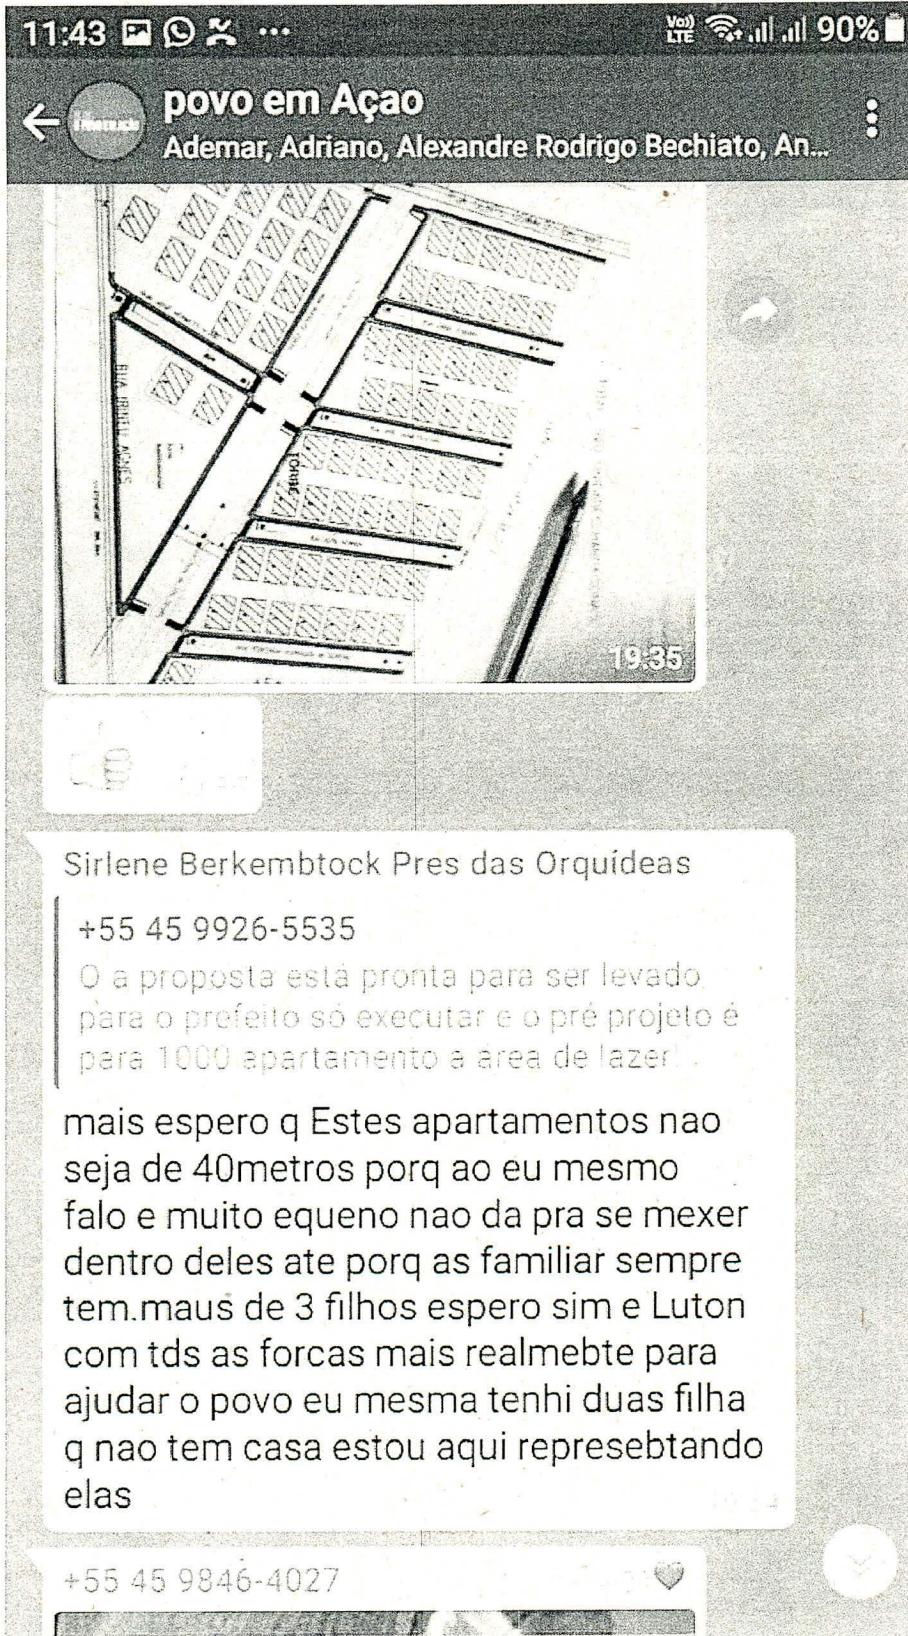 11:43 ... Vo)) LTE 90%
povo em Açao
Ademar, Adriano, Alexandre Rodrigo Bechiato, An...
RUA
19:35
Sirlene Berkembtock Pres das Orquídeas
+55 45 9926-5535
O a proposta está pronta para ser levado
para o prefeito só executar e o pré projeto é
para 1000 apartamento a área de lazer
mais espero q Estes apartamentos nao
seja de 40metros porq ao eu mesmo
falo e muito equeno nao da pra se mexer
dentro deles ate porq as familiar sempre
tem.maus de 3 filhos espero sim e Luton
com tds as forcas mais realmebte para
ajudar o povo eu mesma tenhi duas filha
q nao tem casa estou aqui represebtando
elas
+55 45 9846-4027